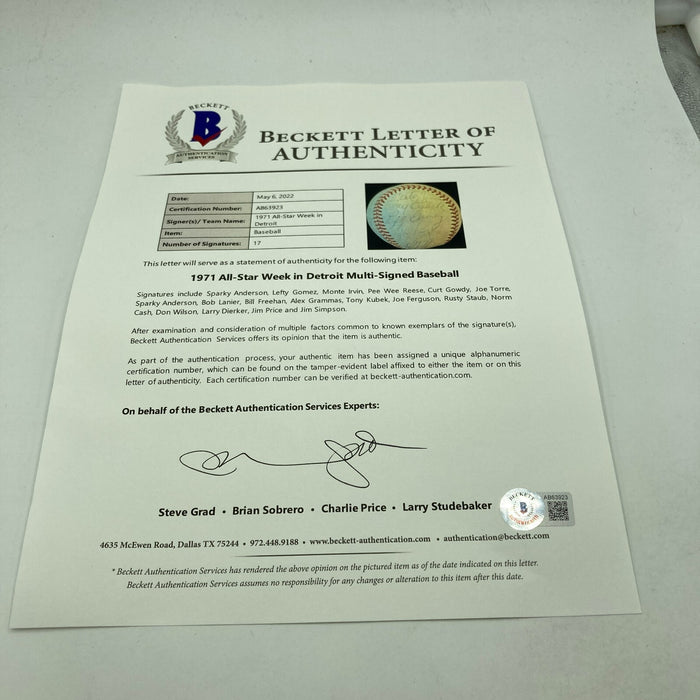 BECKETT
B
AUTHENTICATION
SERVICES
BECKETT LETTER OF
AUTHENTICITY
Date: May 6, 2022
Certification Number: AB63923
Signer(s)/ Team Name: 1971 All-Star Week in
Detroit
Item: Baseball
Number of Signatures: 17
This letter will serve as a statement of authenticity for the following item:
1971 All-Star Week in Detroit Multi-Signed Baseball
Signatures include Sparky Anderson, Lefty Gomez, Monte Irvin, Pee Wee Reese, Curt Gowdy, Joe Torre,
Sparky Anderson, Bob Lanier, Bill Freehan, Alex Grammas, Tony Kubek, Joe Ferguson, Rusty Staub, Norm
Cash, Don Wilson, Larry Dierker, Jim Price and Jim Simpson.
After examination and consideration of multiple factors common to known exemplars of the signature(s),
Beckett Authentication Services offers its opinion that the item is authentic.
As part of the authentication process, your authentic item has been assigned a unique alphanumeric
certification number, which can be found on the tamper-evident label affixed to either the item or on this
letter of authenticity. Each certification number can be verified at beckett-authentication.com.
On behalf of the Beckett Authentication Services Experts:
Steve Grad • Brian Sobrero • Charlie Price • Larry Studebaker
BECKETT
B
AB63923
4635 McEwen Road, Dallas TX 75244 • 972.448.9188 • www.beckett-authentication.com • authentication@beckett.com
* Beckett Authentication Services has rendered the above opinion on the pictured item as of the date indicated on this letter.
Beckett Authentication Services assumes no responsibility for any changes or alteration to this item after this date.